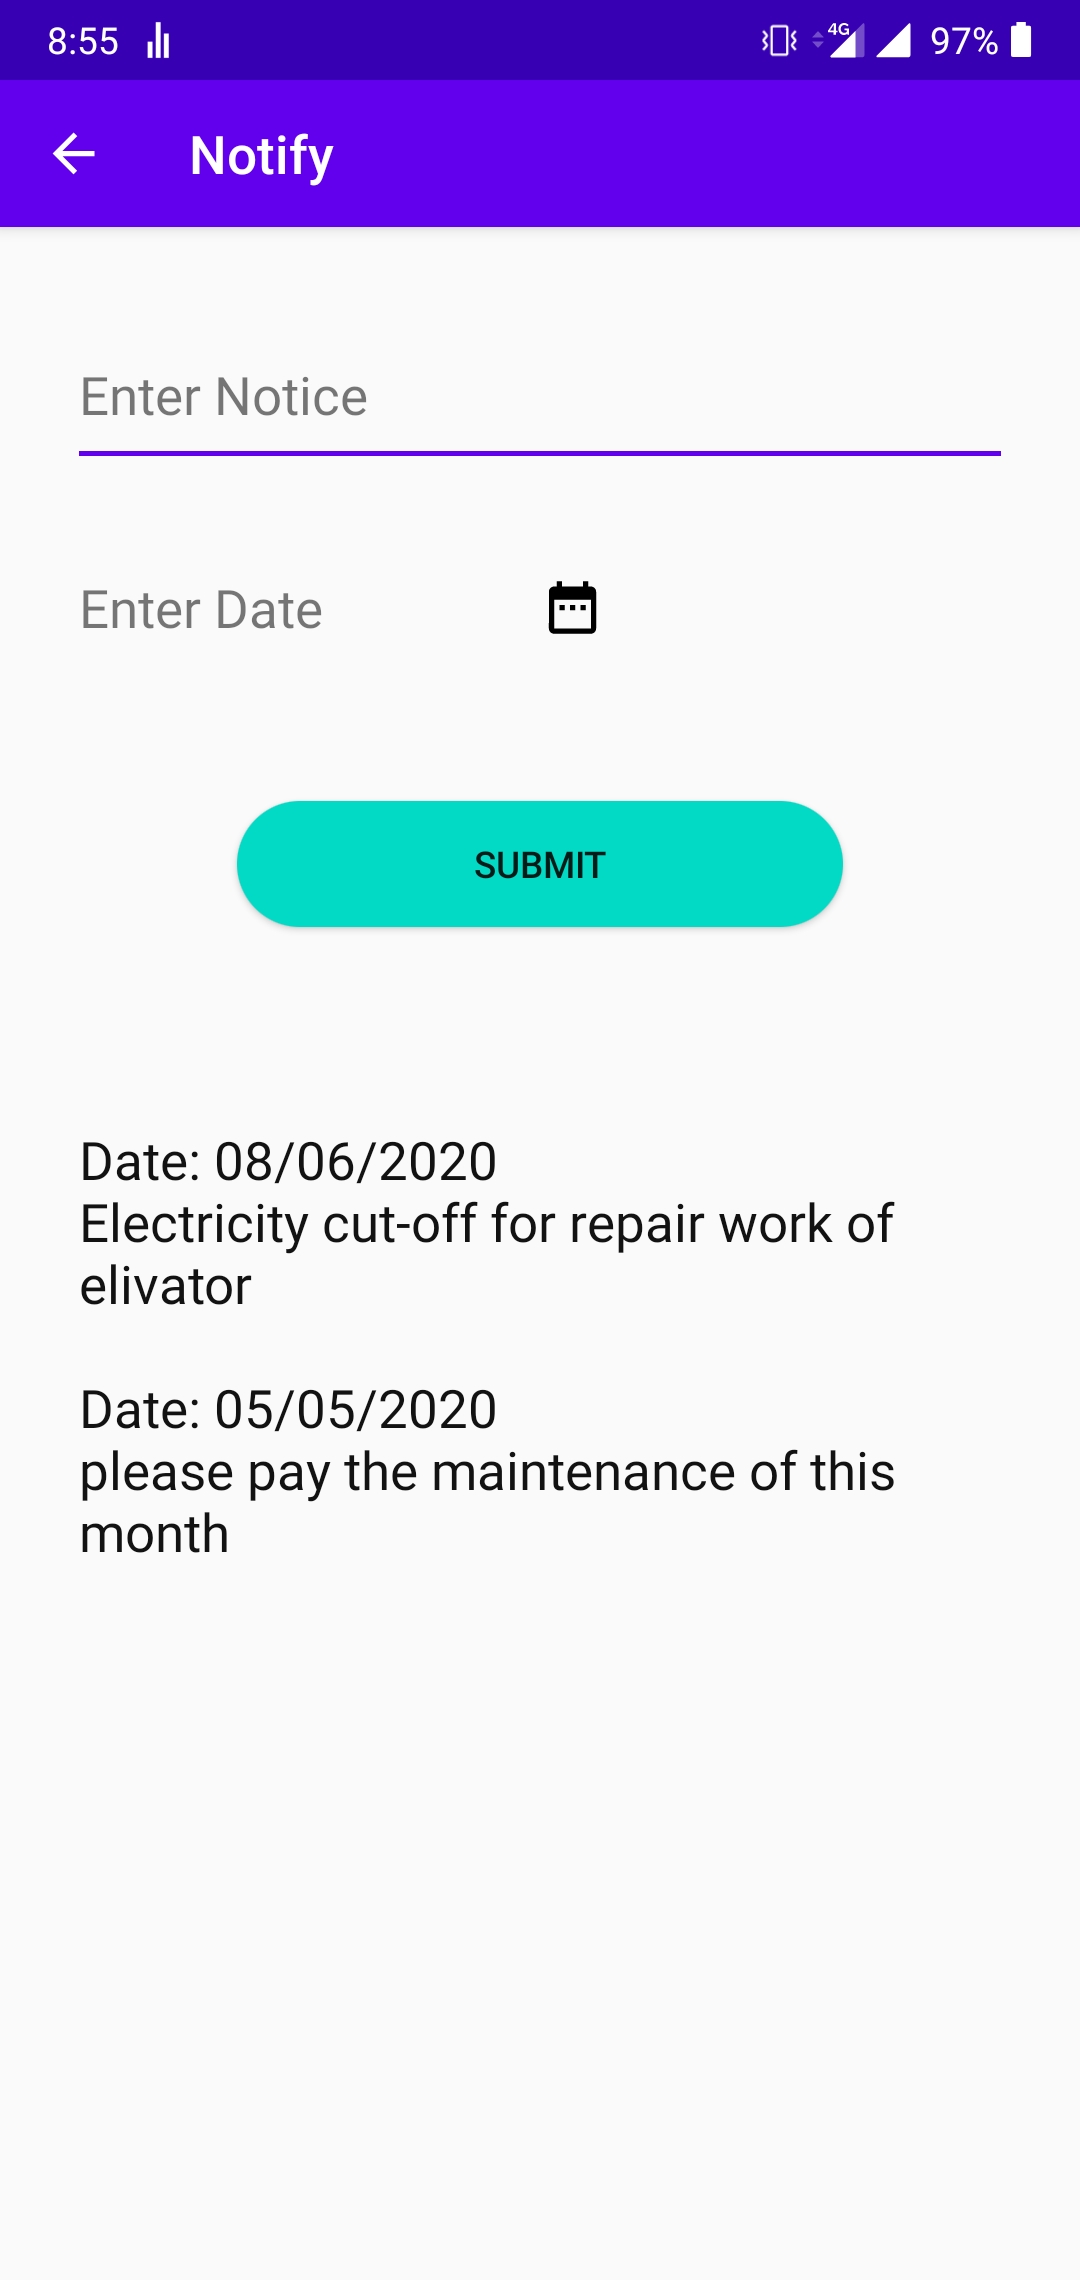 8:55 4G 97%
Notify
Enter Notice
Enter Date
SUBMIT
Date: 08/06/2020
Electricity cut-off for repair work of
elivator
Date: 05/05/2020
please pay the maintenance of this
month